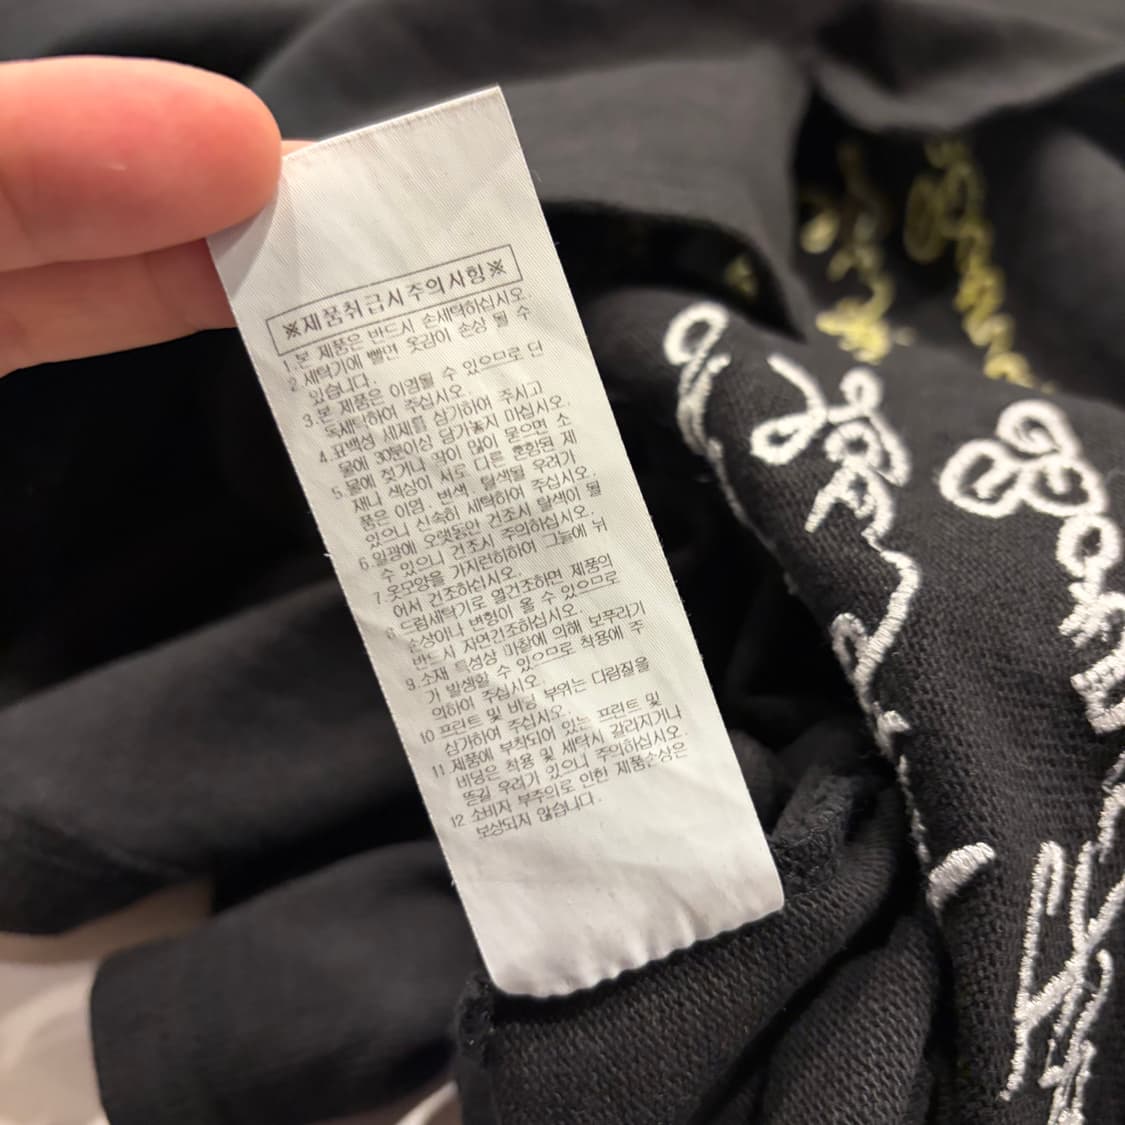 ※제품취급시주의사항※
1.본 제품은 반드시 손세탁하십시오.
2.세탁기에 빨면 옷감이 손상 될 수
있습니다.
3.본 제품은 이염될 수 있으므로 단
독세탁하여 주십시오.
4.표백성 세제를 삼가하여 주시고
물에 30분이상 담가놓지 마십시오.
5.물에 젖거나 땀이 많이 묻으면 소
재나 색상이 서로 다른 혼합된 제
품은 이염, 변색, 탈색될 우려가
있으니 신속히 세탁하여 주십시오.
6.일광에 오랫동안 건조시 탈색이 될
수 있으니 건조시 주의하십시오.
7.옷모양을 가지런히하여 그늘에 뉘
어서 건조하십시오.
8.드럼세탁기로 열건조하면 제품의
손상이나 변형이 올 수 있으므로
반드시 자연건조하십시오.
9.소재 특성상 마찰에 의해 보푸라기
가 발생할 수 있으므로 착용에 주
의하여 주십시오.
10 프린트 및 비딩 부위는 다림질을
삼가하여 주십시오.
11.제품에 부착되어 있는 프린트 및
비딩은 착용 및 세탁시 갈라지거나
뜯길 우려가 있으니 주의하십시오.
12 소비자 부주의로 인한 제품손상은
보상되지 않습니다.